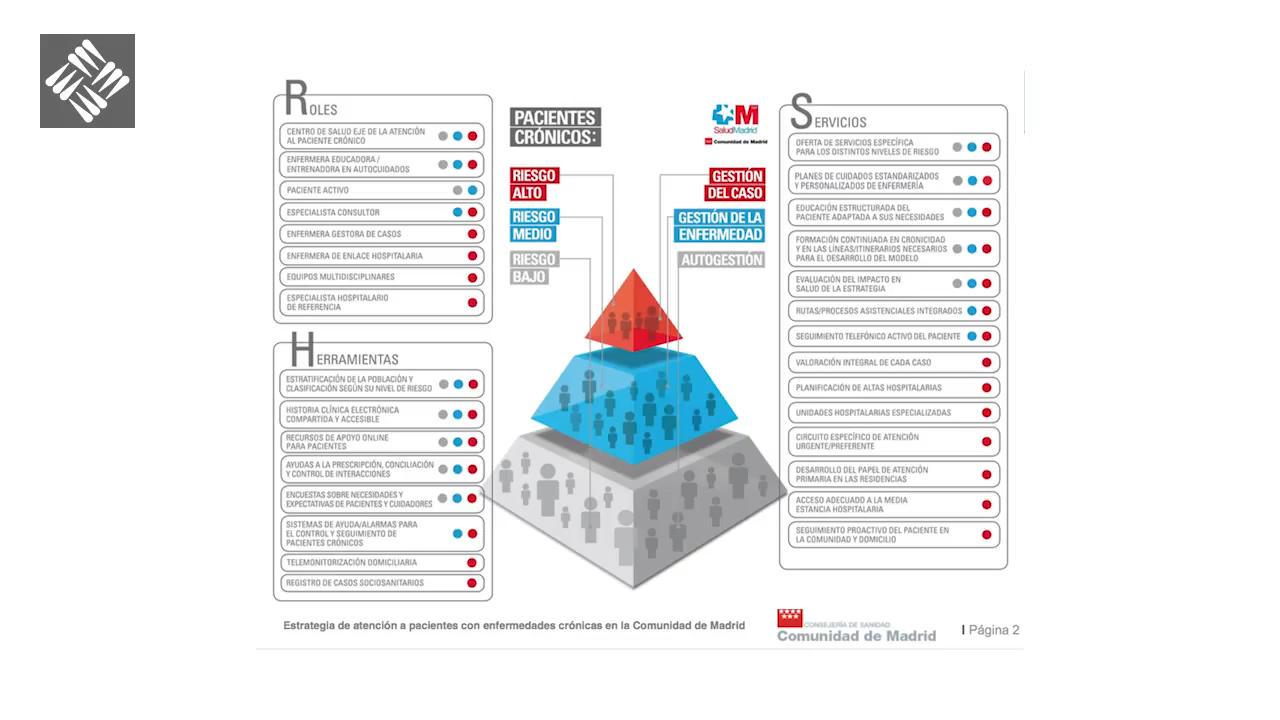 ROLES
CENTRO DE SALUD EJE DE LA ATENCIÓN
AL PACIENTE CRÓNICO
ENFERMERA EDUCADORA /
ENTRENADORA EN AUTOCUIDADOS
PACIENTE ACTIVO
ESPECIALISTA CONSULTOR
ENFERMERA GESTORA DE CASOS
ENFERMERA DE ENLACE HOSPITALARIA
EQUIPOS MULTIDISCIPLINARES
ESPECIALISTA HOSPITALARIO
DE REFERENCIA
HERRAMIENTAS
ESTRATIFICACIÓN DE LA POBLACIÓN Y
CLASIFICACIÓN SEGÚN SU NIVEL DE RIESGO
HISTORIA CLÍNICA ELECTRÓNICA
COMPARTIDA Y ACCESIBLE
RECURSOS DE APOYO ONLINE
PARA PACIENTES
AYUDAS A LA PRESCRIPCIÓN, CONCILIACIÓN
Y CONTROL DE INTERACCIONES
ENCUESTAS SOBRE NECESIDADES Y
EXPECTATIVAS DE PACIENTES Y CUIDADORES
SISTEMAS DE AYUDA/ALARMAS PARA
EL CONTROL Y SEGUIMIENTO DE
PACIENTES CRÓNICOS
TELEMONITORIZACIÓN DOMICILIARIA
REGISTRO DE CASOS SOCIOSANITARIOS
PACIENTES
CRÓNICOS:
M
SaludMadrid
Comunidad de Madrid
RIESGO
ALTO
RIESGO
MEDIO
RIESGO
BAJO
GESTIÓN
DEL CASO
GESTIÓN DE LA
ENFERMEDAD
AUTOGESTIÓN
SERVICIOS
OFERTA DE SERVICIOS ESPECÍFICA
PARA LOS DISTINTOS NIVELES DE RIESGO
PLANES DE CUIDADOS ESTANDARIZADOS
Y PERSONALIZADOS DE ENFERMERÍA
EDUCACIÓN ESTRUCTURADA DEL
PACIENTE ADAPTADA A SUS NECESIDADES
FORMACIÓN CONTINUADA EN CRONICIDAD
Y EN LAS LÍNEAS/ITINERARIOS NECESARIOS
PARA EL DESARROLLO DEL MODELO
EVALUACIÓN DEL IMPACTO EN
SALUD DE LA ESTRATEGIA
RUTAS/PROCESOS ASISTENCIALES INTEGRADOS
SEGUIMIENTO TELEFÓNICO ACTIVO DEL PACIENTE
VALORACIÓN INTEGRAL DE CADA CASO
PLANIFICACIÓN DE ALTAS HOSPITALARIAS
UNIDADES HOSPITALARIAS ESPECIALIZADAS
CIRCUITO ESPECÍFICO DE ATENCIÓN
URGENTE/PREFERENTE
DESARROLLO DEL PAPEL DE ATENCIÓN
PRIMARIA EN LAS RESIDENCIAS
ACCESO ADECUADO A LA MEDIA
ESTANCIA HOSPITALARIA
SEGUIMIENTO PROACTIVO DEL PACIENTE EN
LA COMUNIDAD Y DOMICILIO
Estrategia de atención a pacientes con enfermedades crónicas en la Comunidad de Madrid
CONSEJERÍA DE SANIDAD
Comunidad de Madrid
I Página 2